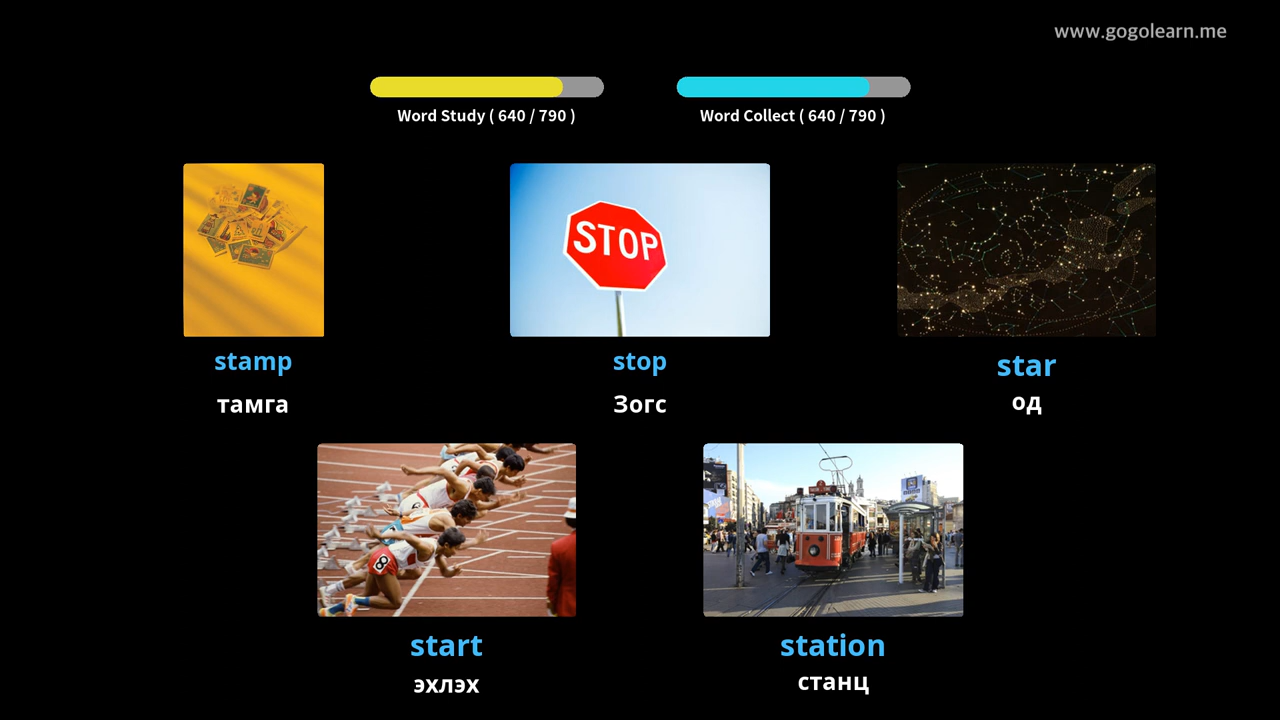 www.gogolearn.me
Word Study ( 640 / 790 )
Word Collect ( 640 / 790 )
STOP
stamp
тамга
stop
Зогс
star
од
8
start
эхлэх
station
станц